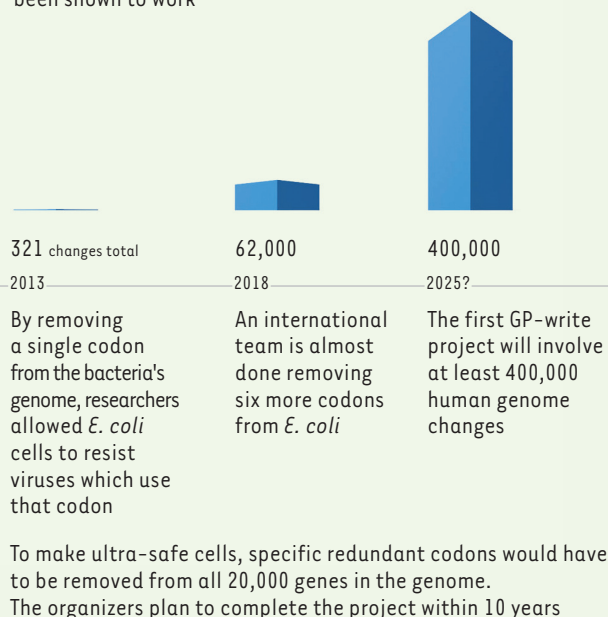 been shown to work
321 changes total
62,000
400,000
2013
2018
2025?
By removing
a single codon
from the bacteria's
genome, researchers
allowed E. coli
cells to resist
viruses which use
that codon
An international
team is almost
done removing
six more codons
from E. coli
The first GP-write
project will involve
at least 400,000
human genome
changes
To make ultra-safe cells, specific redundant codons would have
to be removed from all 20,000 genes in the genome.
The organizers plan to complete the project within 10 years